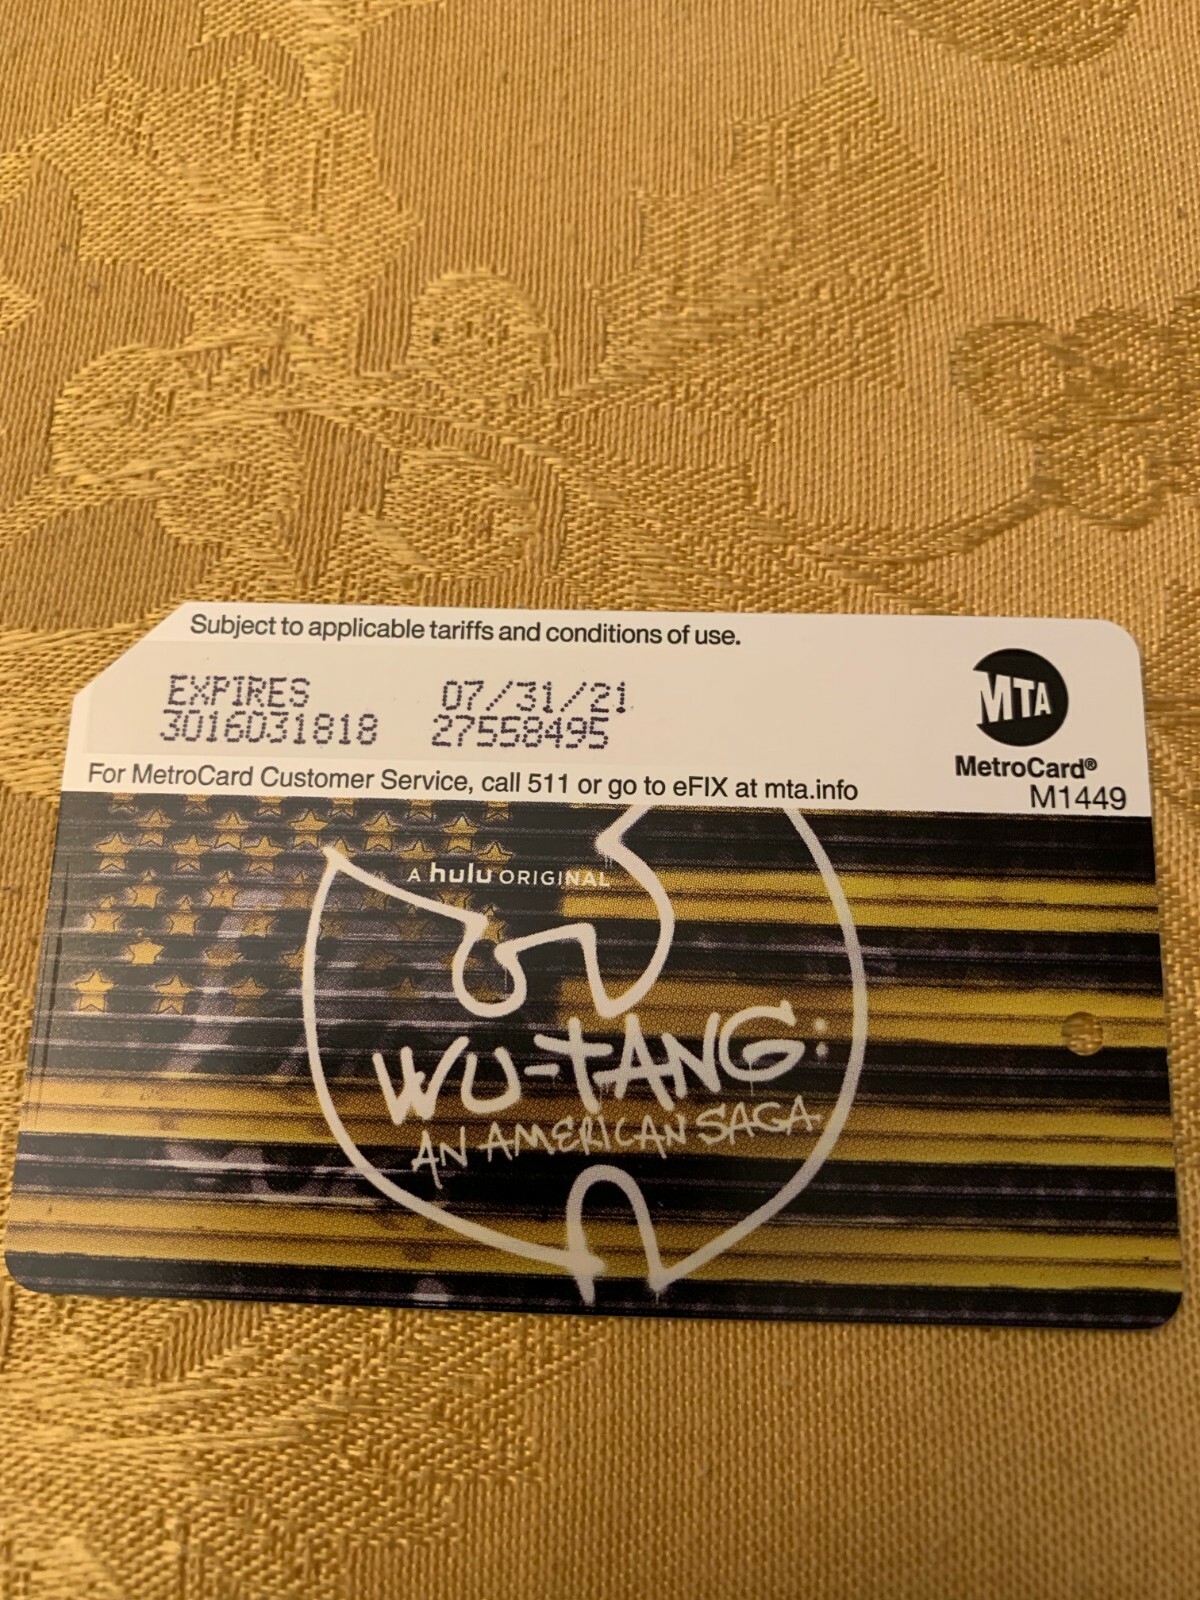 Subject to applicable tariffs and conditions of use.
EXPIRES 07/31/21
3016031818 27558495
MTA
MetroCard®
For MetroCard Customer Service, call 511 or go to eFIX at mta.info
M1449
A hulu ORIGINAL
WU-TANG:
AN AMERICAN SAGA